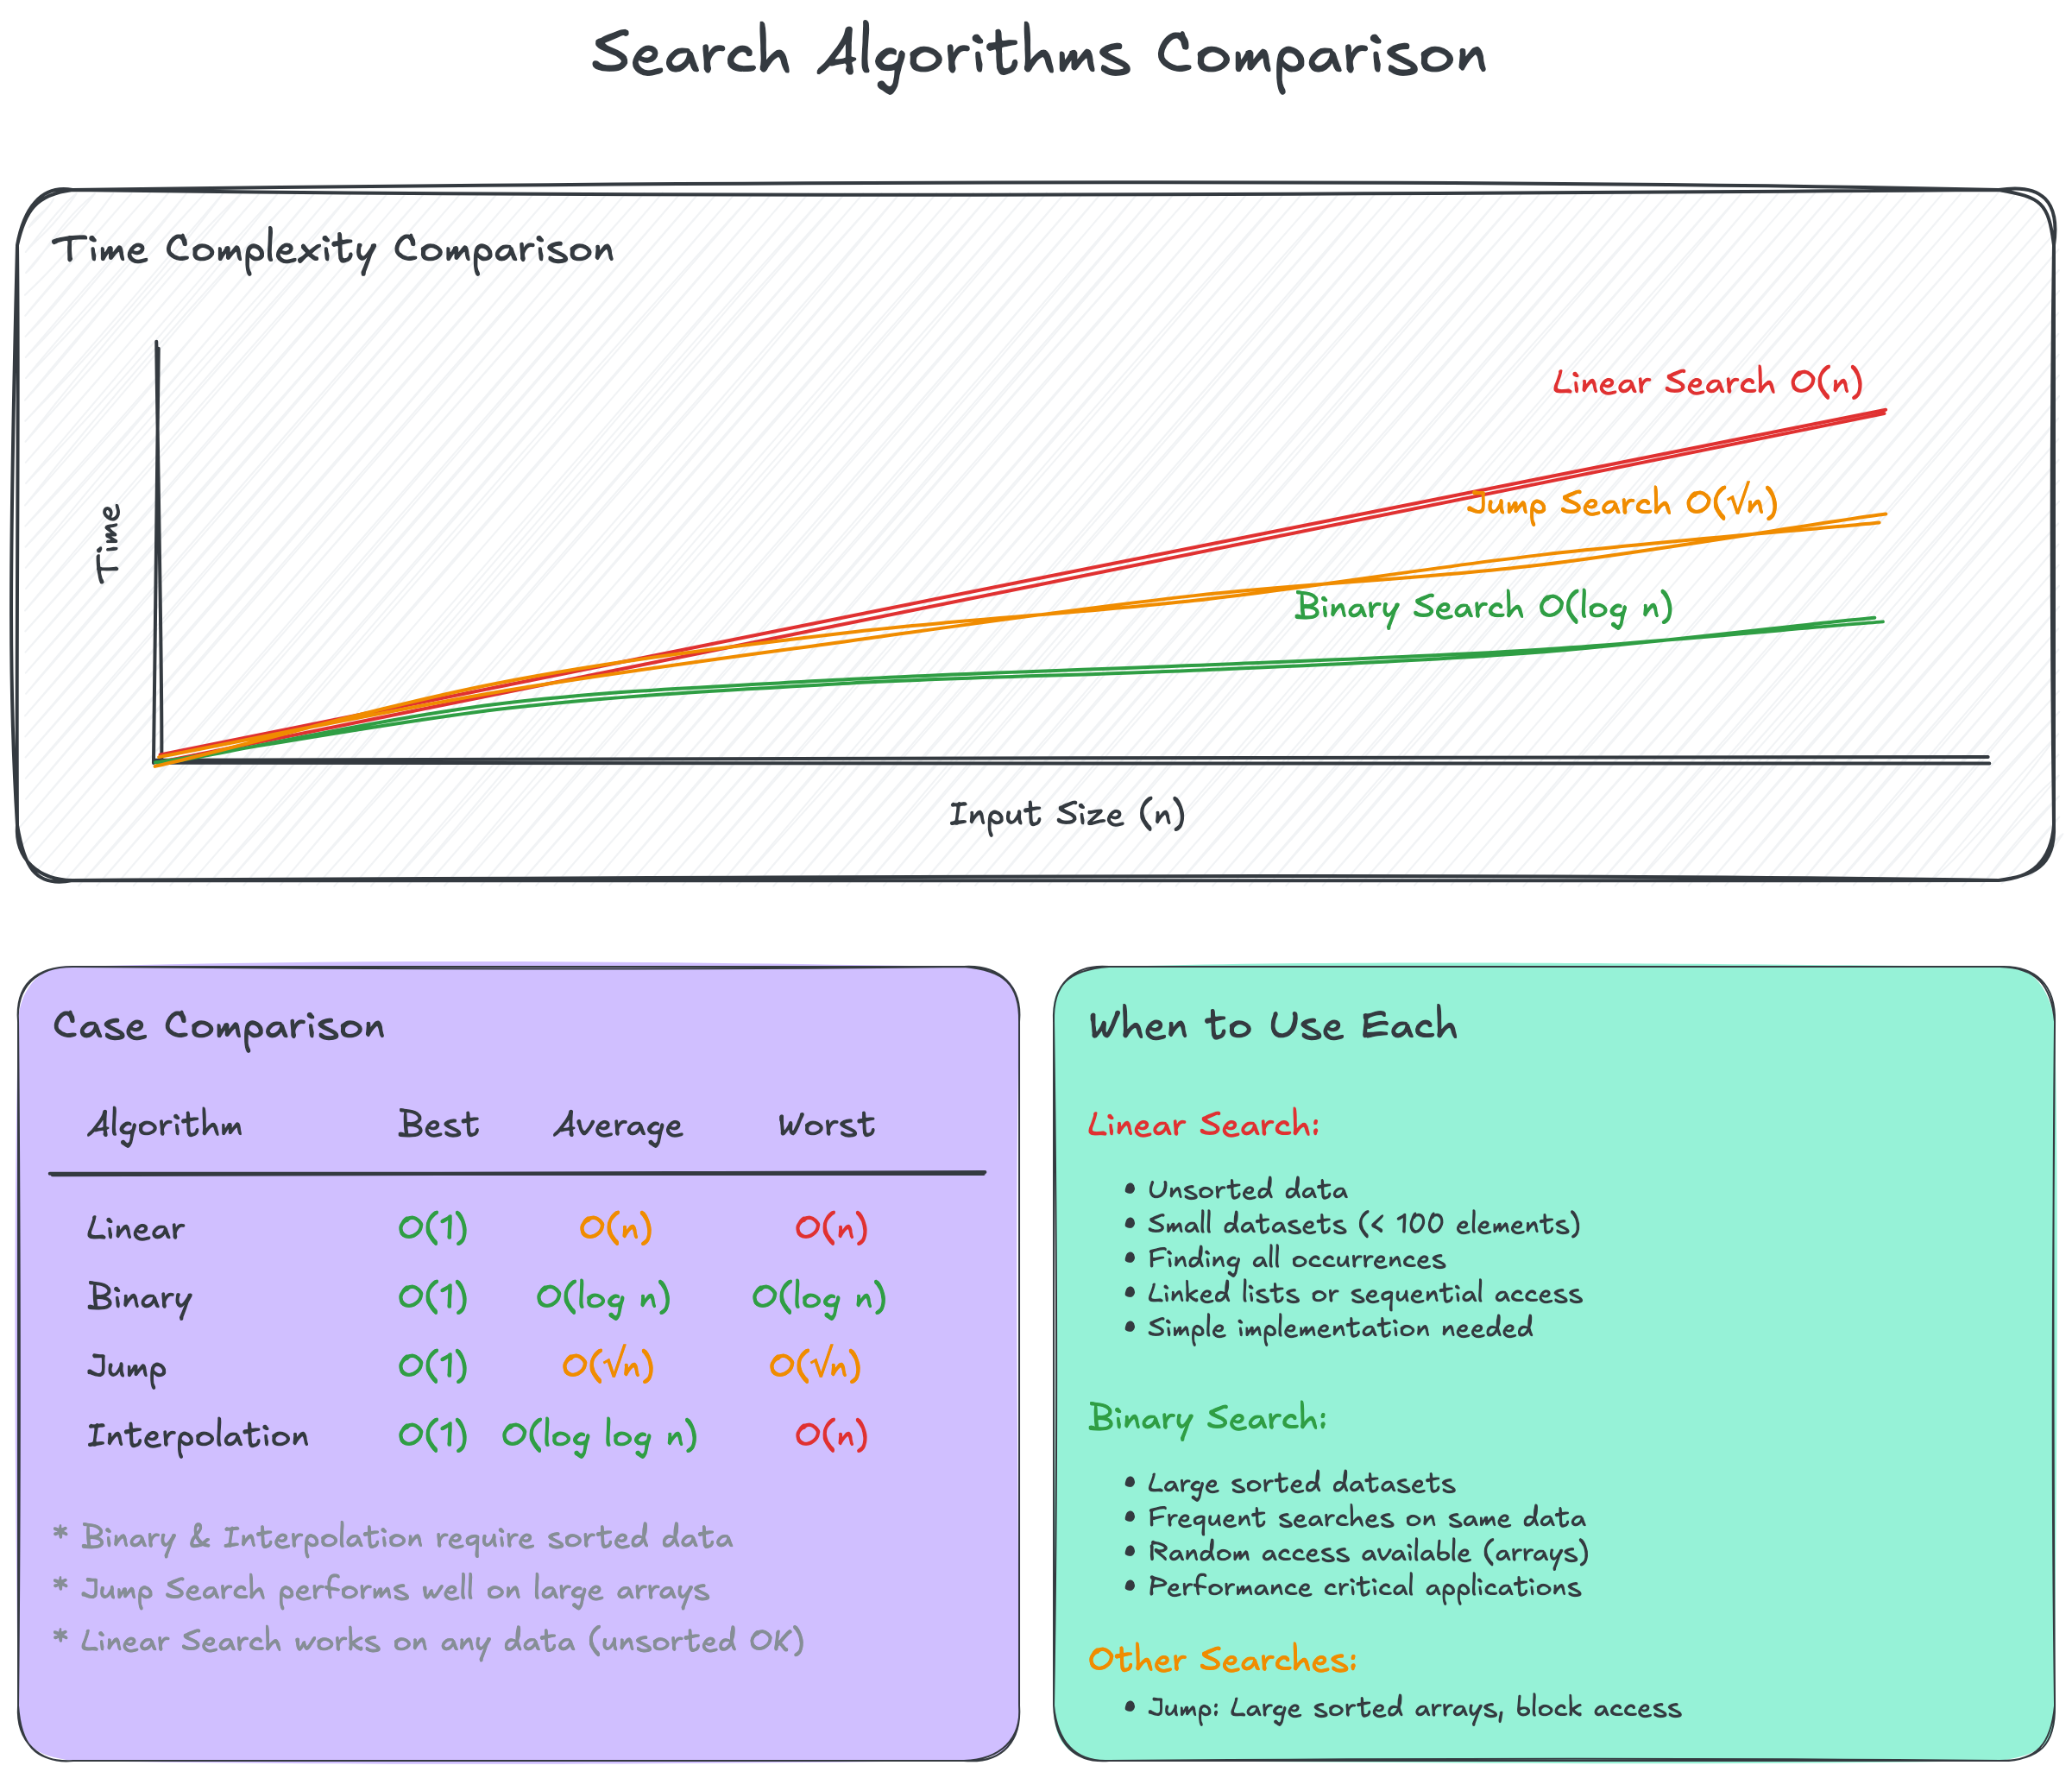 Search Algorithms Comparison
Time Complexity Comparison
Linear Search O(n)
Jump Search O(√n)
Binary Search O(log n)
Time
Input Size (n)
Case Comparison
Algorithm Best Average Worst
Linear O(1) O(n) O(n)
Binary O(1) O(log n) O(log n)
Jump O(1) O(√n) O(√n)
Interpolation O(1) O(log log n) O(n)
* Binary & Interpolation require sorted data
* Jump Search performs well on large arrays
* Linear Search works on any data (unsorted OK)
When to Use Each
Linear Search:
• Unsorted data
• Small datasets (< 100 elements)
• Finding all occurrences
• Linked lists or sequential access
• Simple implementation needed
Binary Search:
• Large sorted datasets
• Frequent searches on same data
• Random access available (arrays)
• Performance critical applications
Other Searches:
• Jump: Large sorted arrays, block access